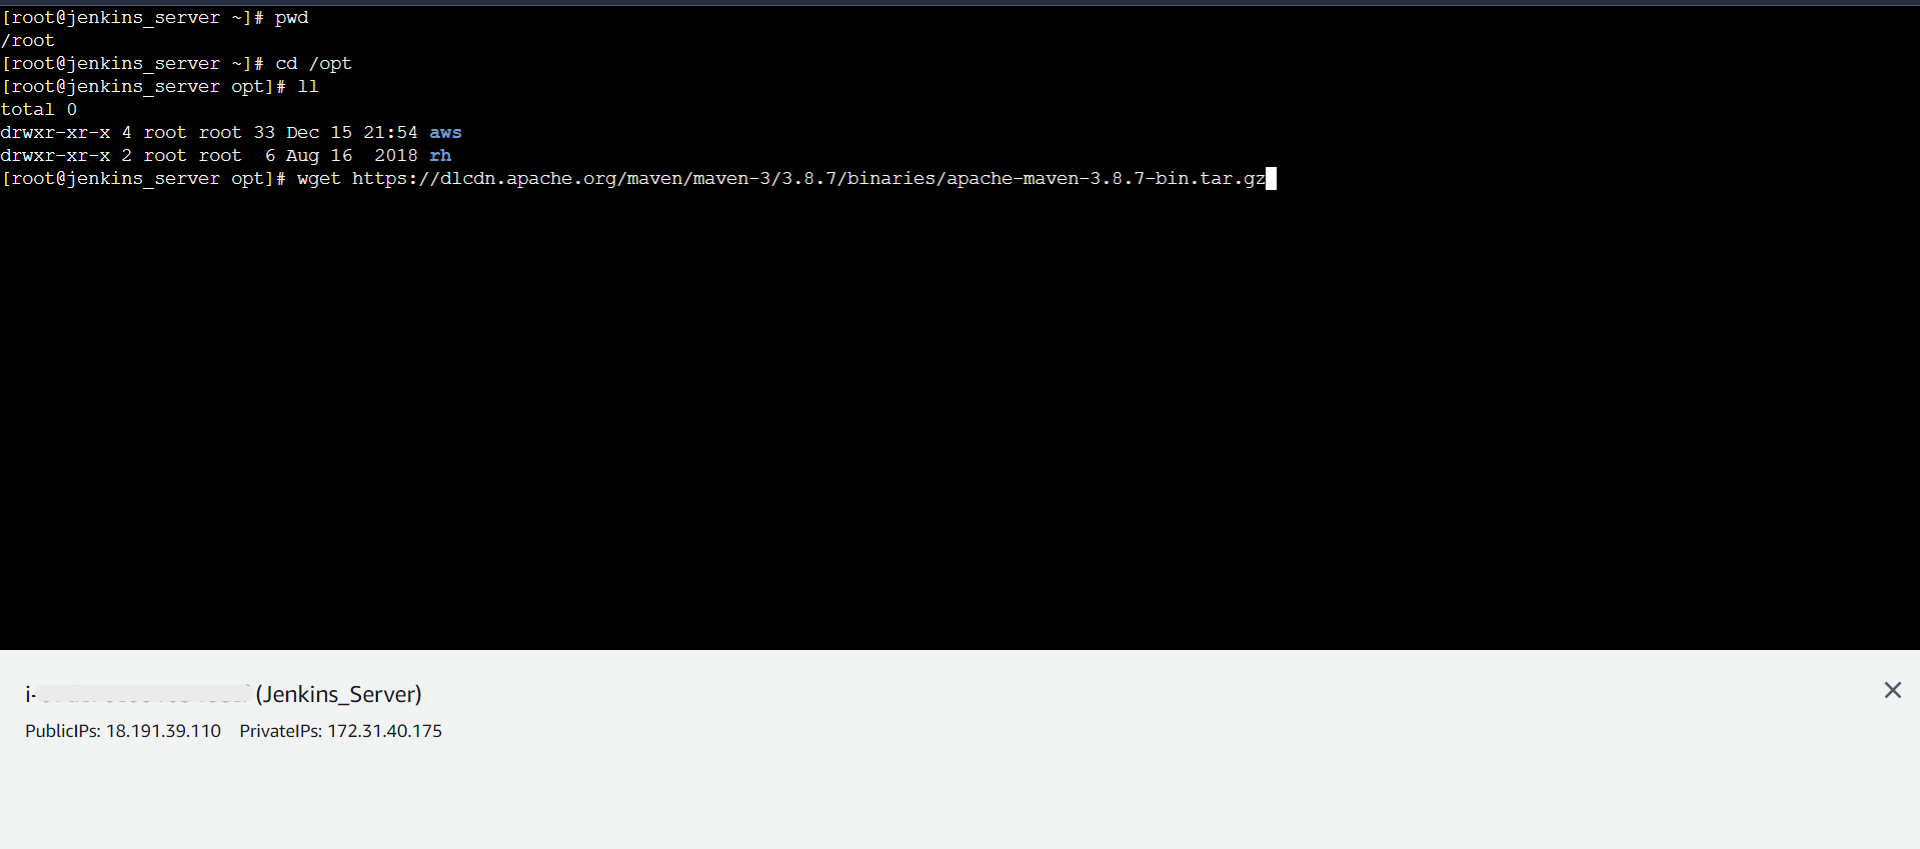 [root@jenkins_server ~]# pwd
/root
[root@jenkins_server ~]# cd /opt
[root@jenkins_server opt]# ll
total 0
drwxr-xr-x 4 root root 33 Dec 15 21:54 aws
drwxr-xr-x 2 root root  6 Aug 16  2018 rh
[root@jenkins_server opt]# wget https://dlcdn.apache.org/maven/maven-3/3.8.7/binaries/apache-maven-3.8.7-bin.tar.gz
i- (Jenkins_Server)
PublicIPs: 18.191.39.110 PrivateIPs: 172.31.40.175